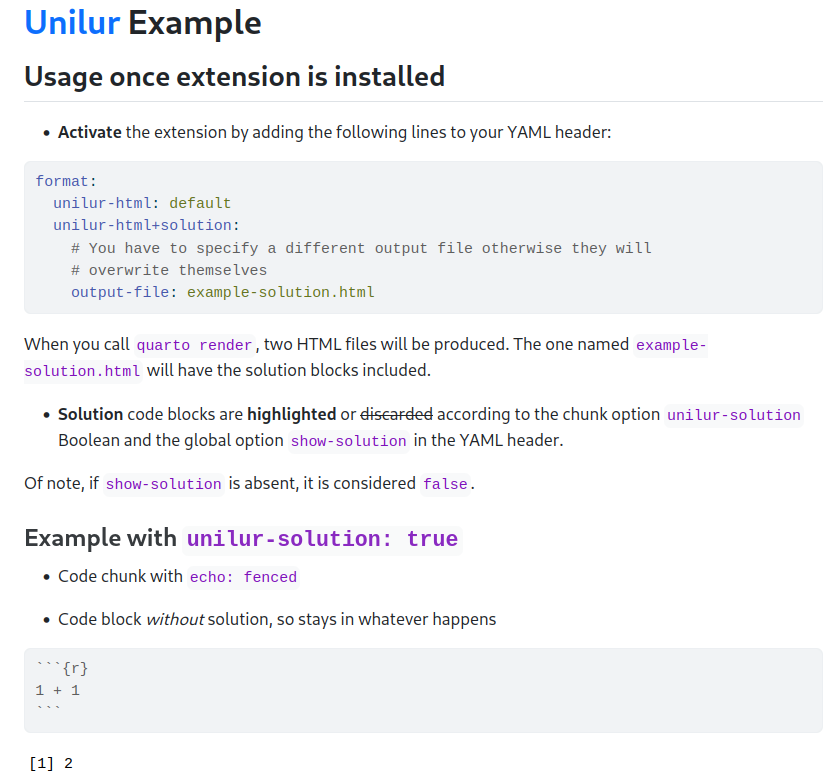 Unilur Example
Usage once extension is installed
• Activate the extension by adding the following lines to your YAML header:
format:
  unilur-html: default
  unilur-html+solution:
    # You have to specify a different output file otherwise they will
    # overwrite themselves
    output-file: example-solution.html
When you call quarto render, two HTML files will be produced. The one named example-
solution.html will have the solution blocks included.
• Solution code blocks are highlighted or discarded according to the chunk option unilur-solution
Boolean and the global option show-solution in the YAML header.
Of note, if show-solution is absent, it is considered false.
Example with unilur-solution: true
• Code chunk with echo: fenced
• Code block without solution, so stays in whatever happens
```{r}
1 + 1
```
[1] 2